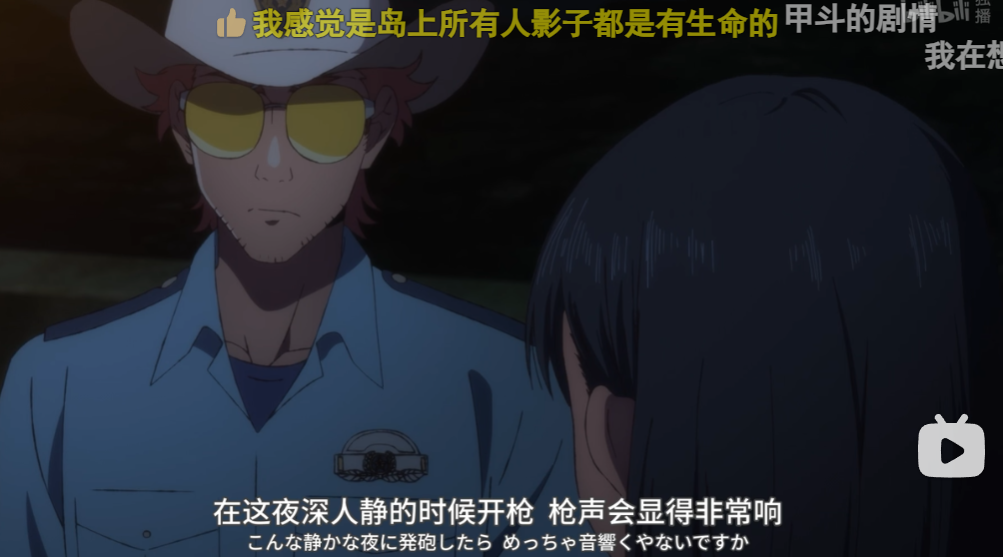 我感觉是岛上所有人影子都是有生命的
甲斗的剧情
bilibili 独播
我在想
在这夜深人静的时候开枪 枪声会显得非常响
こんな静かな夜に発砲したら めっちゃ音響くやないですか